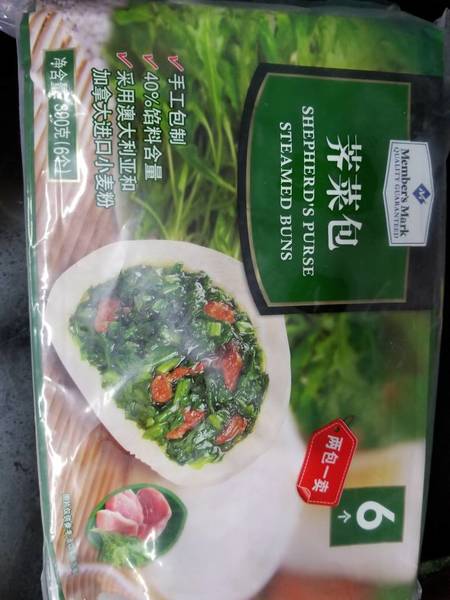 Member's Mark
QUALITY GUARANTEED
荠菜包
SHEPHERD'S PURSE
STEAMED BUNS
手工包制
40%馅料含量
采用澳大利亚和
加拿大进口小麦粉
净含量:390克(6个)
两包一卖
6个